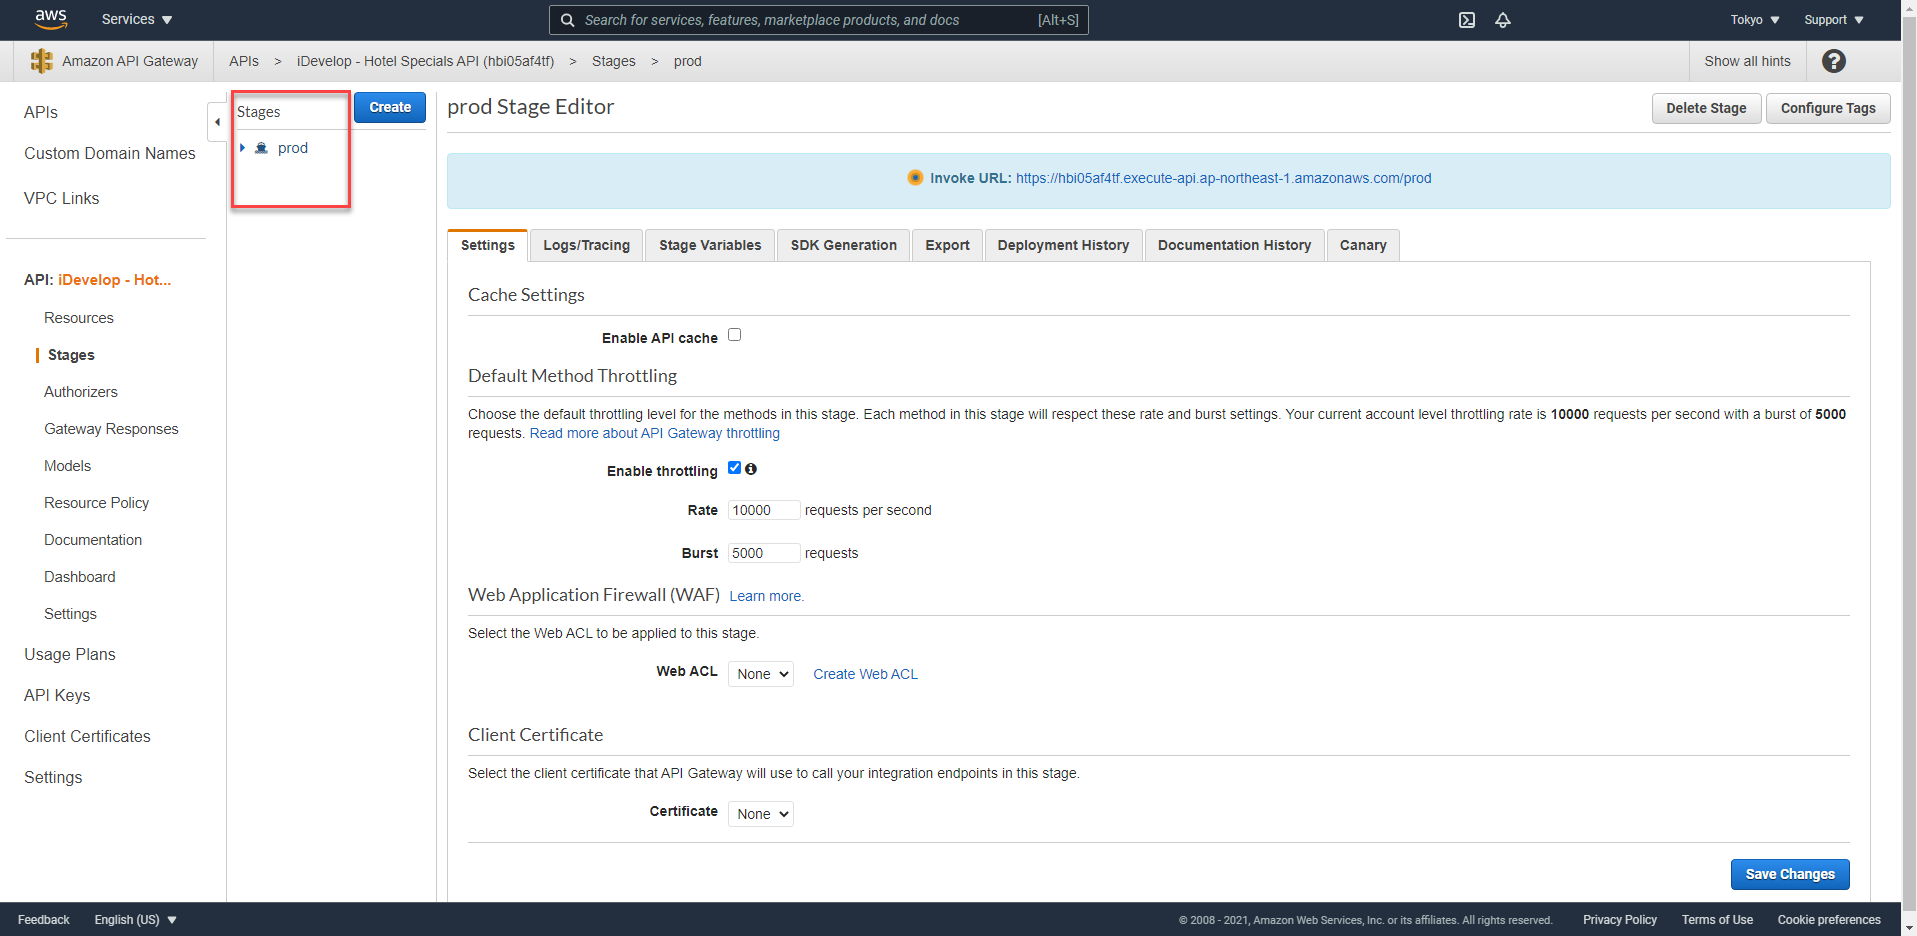 aws Services Search for services, features, marketplace products, and docs [Alt+S] Tokyo Support
Amazon API Gateway APIs > iDevelop - Hotel Specials API (hbi05af4tf) > Stages > prod Show all hints ?
APIs
Custom Domain Names
VPC Links
API: iDevelop - Hot...
Resources
Stages
Authorizers
Gateway Responses
Models
Resource Policy
Documentation
Dashboard
Settings
Usage Plans
API Keys
Client Certificates
Settings
Stages Create
prod
prod Stage Editor Delete Stage Configure Tags
Invoke URL: https://hbi05af4tf.execute-api.ap-northeast-1.amazonaws.com/prod
Settings Logs/Tracing Stage Variables SDK Generation Export Deployment History Documentation History Canary
Cache Settings
Enable API cache
Default Method Throttling
Choose the default throttling level for the methods in this stage. Each method in this stage will respect these rate and burst settings. Your current account level throttling rate is 10000 requests per second with a burst of 5000
requests. Read more about API Gateway throttling
Enable throttling
Rate 10000 requests per second
Burst 5000 requests
Web Application Firewall (WAF) Learn more.
Select the Web ACL to be applied to this stage.
Web ACL None Create Web ACL
Client Certificate
Select the client certificate that API Gateway will use to call your integration endpoints in this stage.
Certificate None
Save Changes
Feedback English (US) © 2008 - 2021, Amazon Web Services, Inc. or its affiliates. All rights reserved. Privacy Policy Terms of Use Cookie preferences